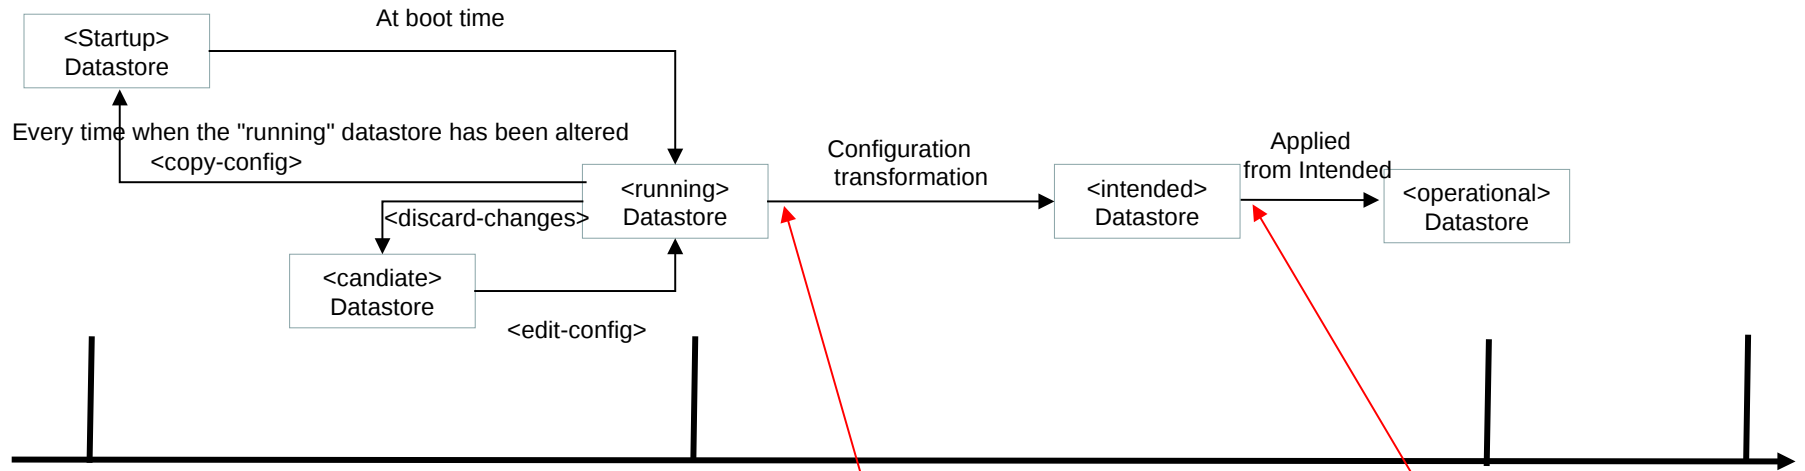 At boot time
<Startup>
Datastore
Every time when the "running" datastore has been altered
<copy-config>
Configuration
transformation
Applied
from Intended
<running>
Datastore
<intended>
Datastore
<operational>
Datastore
<discard-changes>
<candiate>
Datastore
<edit-config>